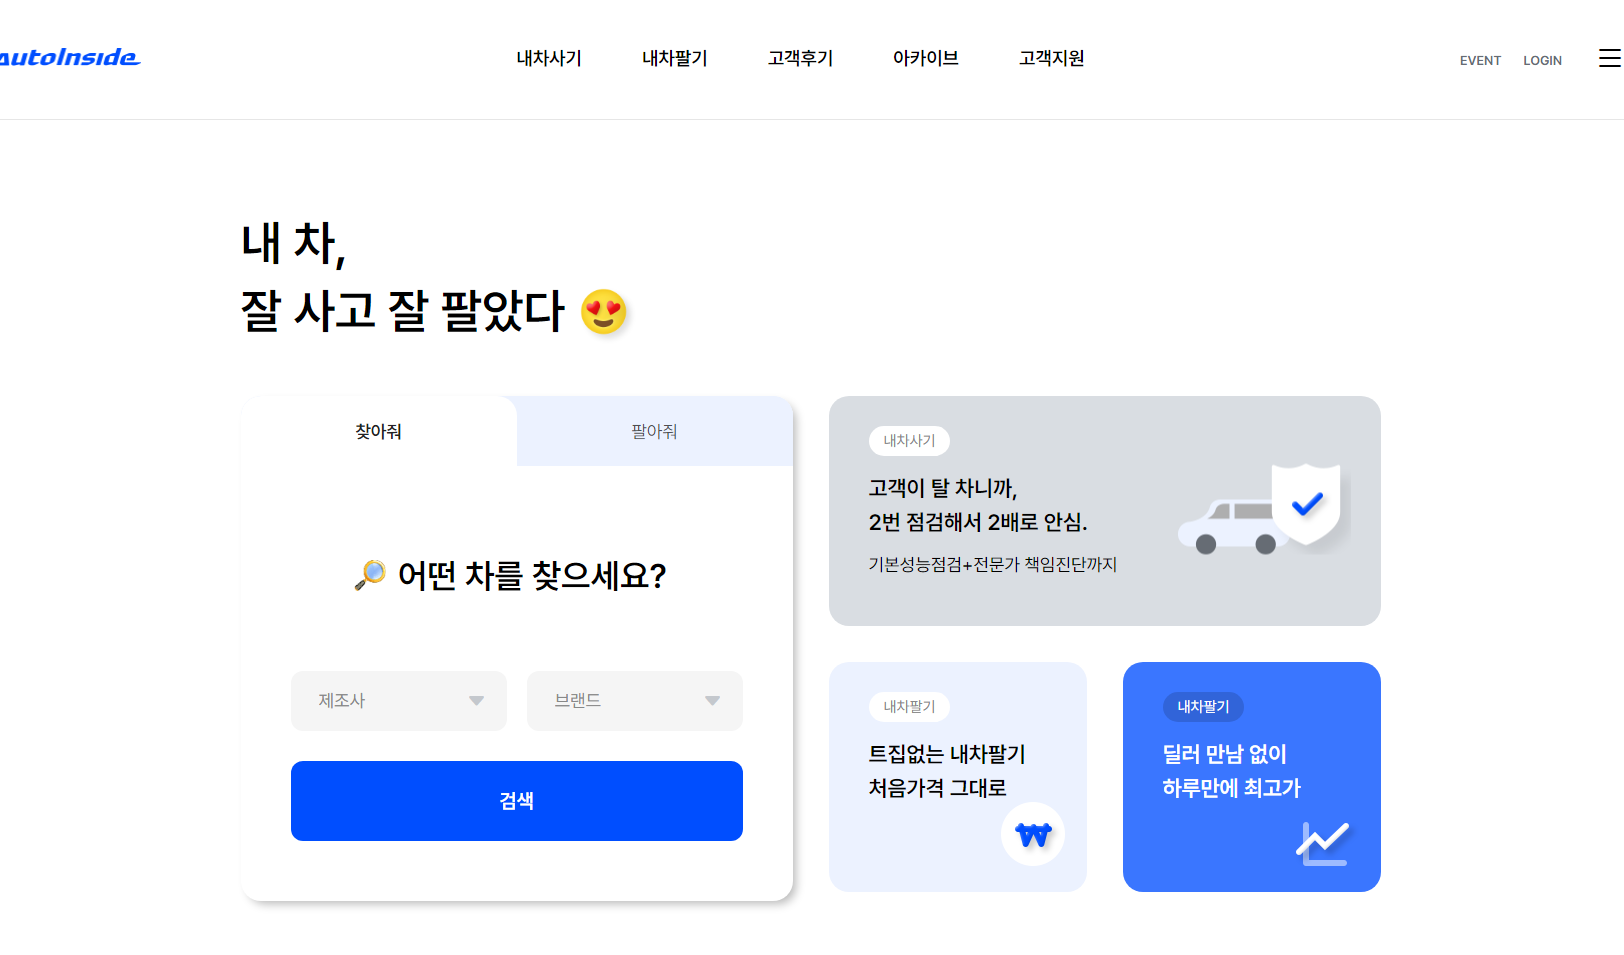 AutoInside
내차사기
내차팔기
고객후기
아카이브
고객지원
EVENT
LOGIN
내 차,
잘 사고 잘 팔았다 😍
찾아줘
팔아줘
🔎 어떤 차를 찾으세요?
제조사
브랜드
검색
내차사기
고객이 탈 차니까,
2번 점검해서 2배로 안심.
기본성능점검+전문가 책임진단까지
내차팔기
트집없는 내차팔기
처음가격 그대로
₩
내차팔기
딜러 만남 없이
하루만에 최고가